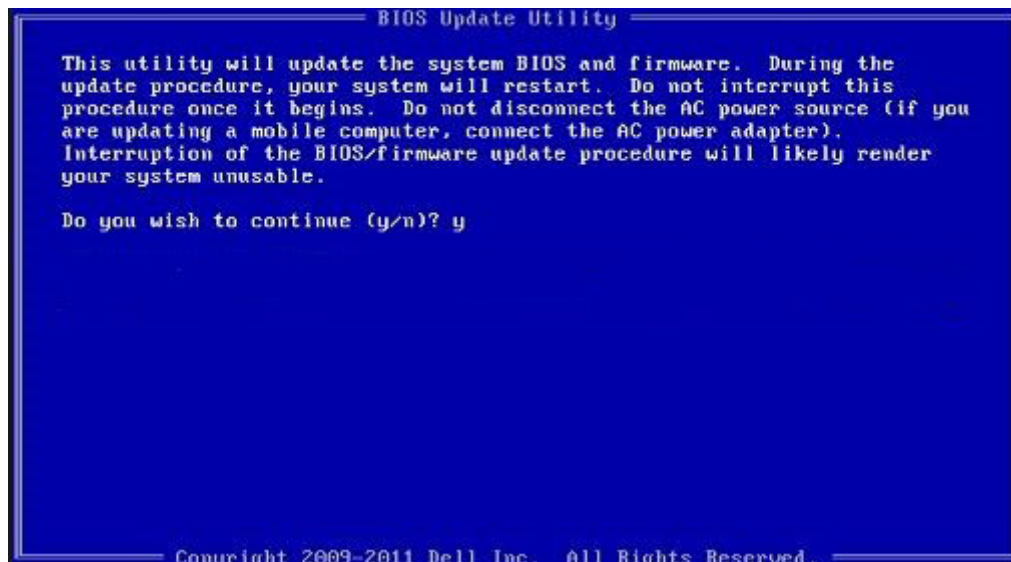 BIOS Update Utility
This utility will update the system BIOS and firmware. During the
update procedure, your system will restart. Do not interrupt this
procedure once it begins. Do not disconnect the AC power source (if you
are updating a mobile computer, connect the AC power adapter).
Interruption of the BIOS/firmware update procedure will likely render
your system unusable.
Do you wish to continue (y/n)? y
Copyright 2009-2011 Dell Inc. All Rights Reserved.